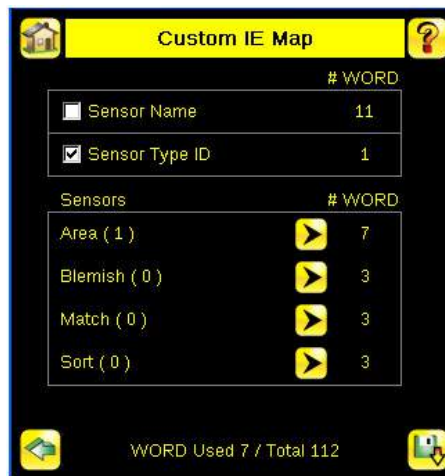 Custom IE Map
?
# WORD
Sensor Name 11
Sensor Type ID 1
Sensors # WORD
Area ( 1 ) 7
Blemish ( 0 ) 3
Match ( 0 ) 3
Sort ( 0 ) 3
WORD Used 7 / Total 112